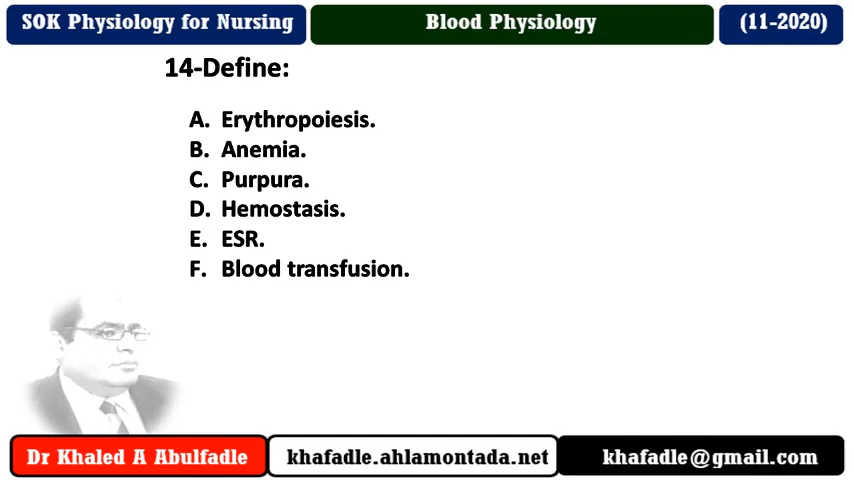 SOK Physiology for Nursing
Blood Physiology
(11-2020)
14-Define:
A. Erythropoiesis.
B. Anemia.
C. Purpura.
D. Hemostasis.
E. ESR.
F. Blood transfusion.
Dr Khaled A Abulfadle
khafadle.ahlamontada.net
khafadle@gmail.com